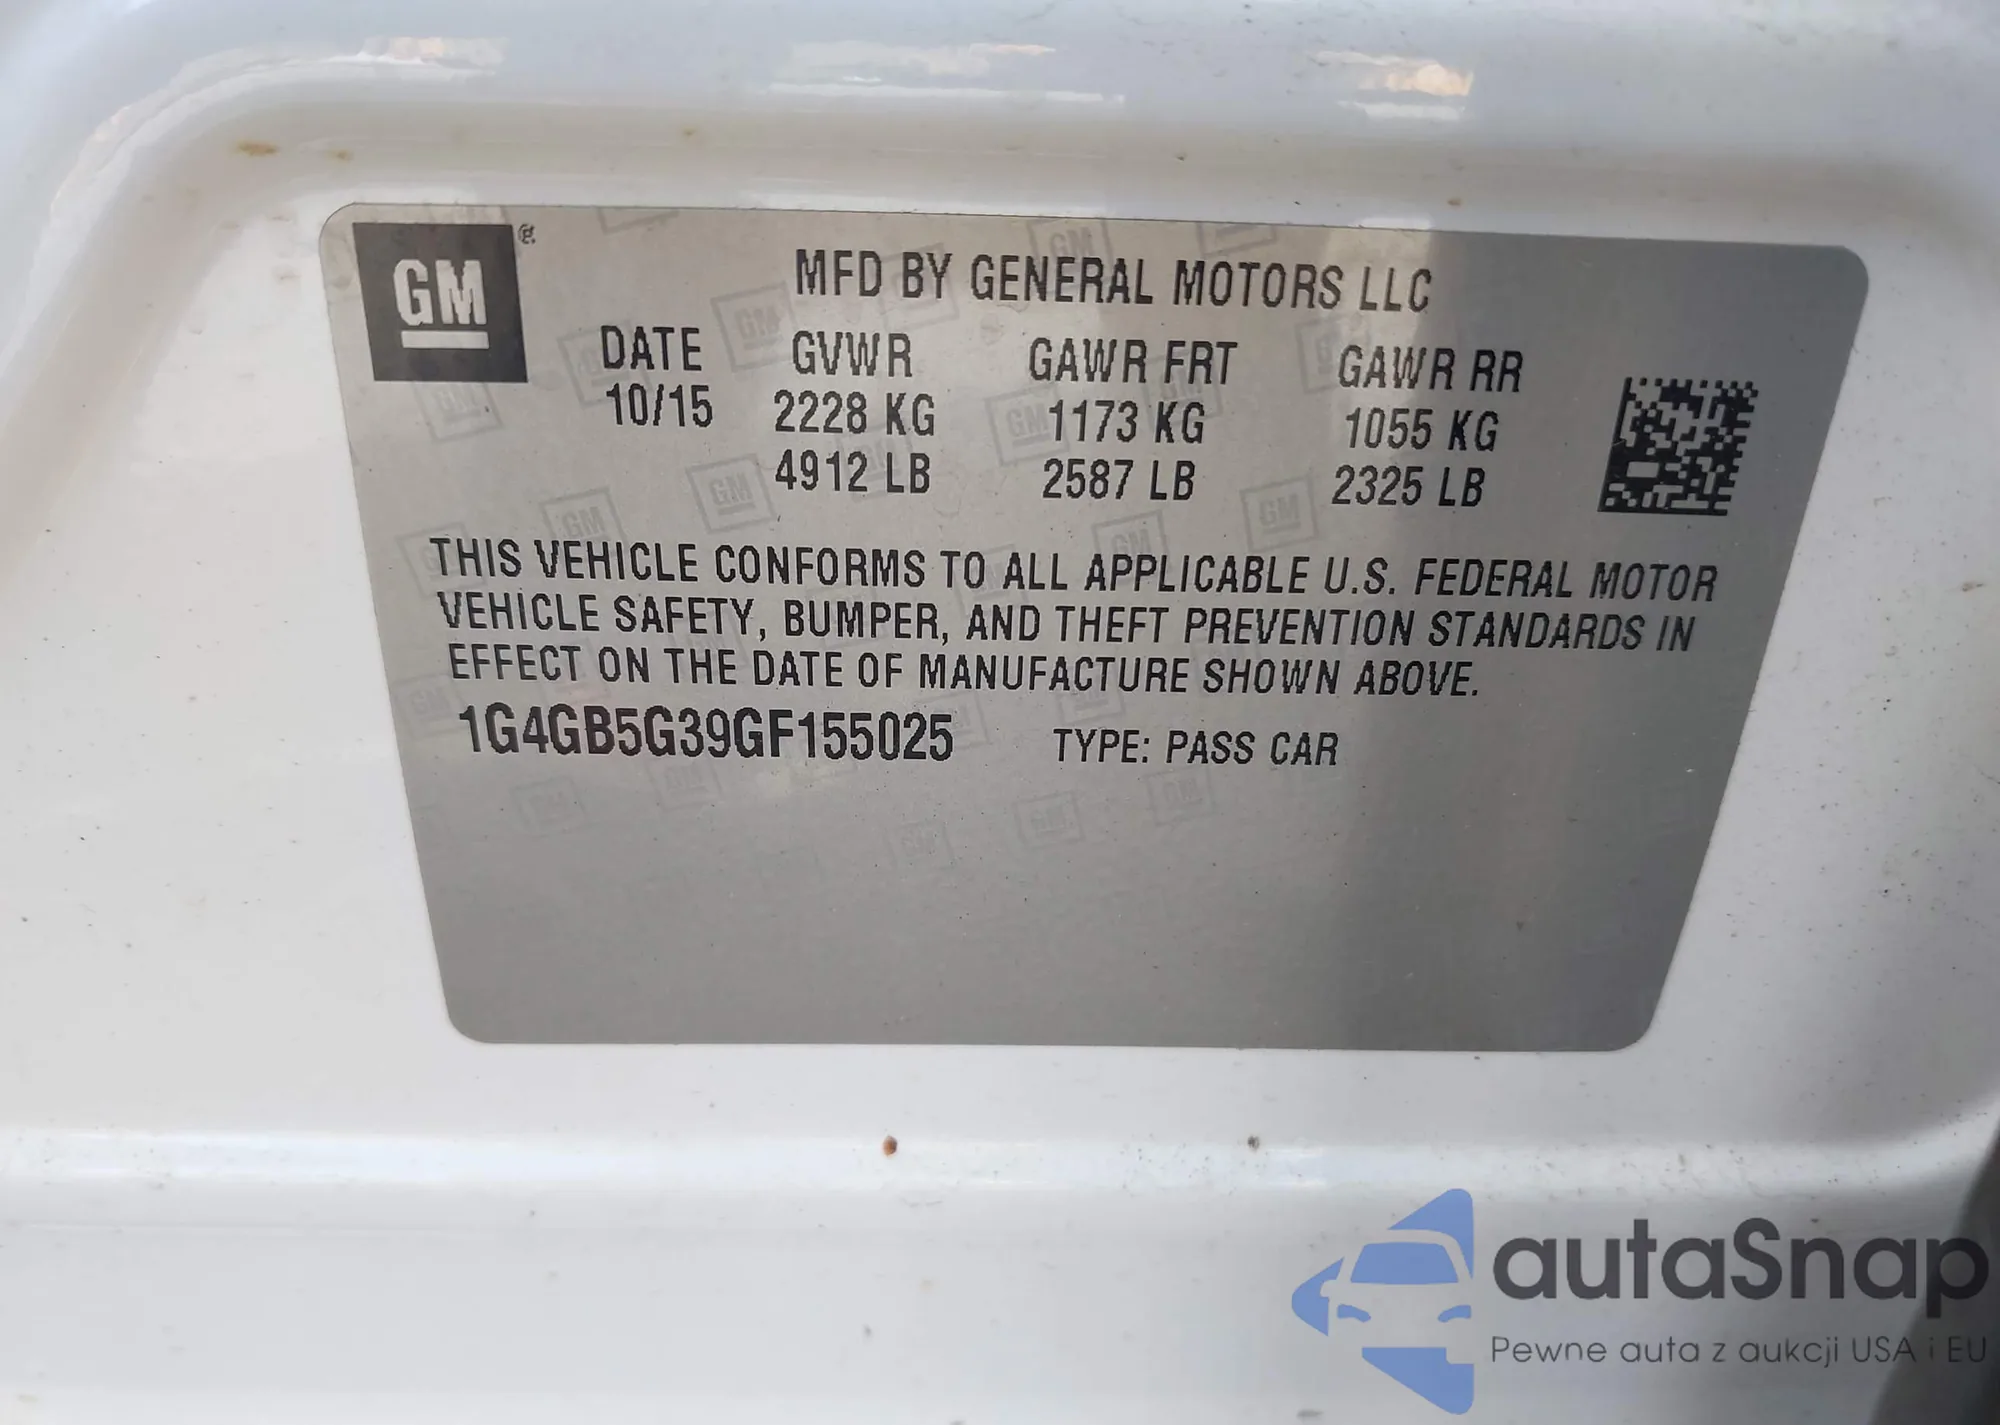 GM
MFD BY GENERAL MOTORS LLC
DATE GVWR GAWR FRT GAWR RR
10/15 2228 KG 1173 KG 1055 KG
4912 LB 2587 LB 2325 LB
THIS VEHICLE CONFORMS TO ALL APPLICABLE U.S. FEDERAL MOTOR
VEHICLE SAFETY, BUMPER, AND THEFT PREVENTION STANDARDS IN
EFFECT ON THE DATE OF MANUFACTURE SHOWN ABOVE.
1G4GB5G39GF155025 TYPE: PASS CAR
autaSnap
Pewne auta z aukcji USA i EU